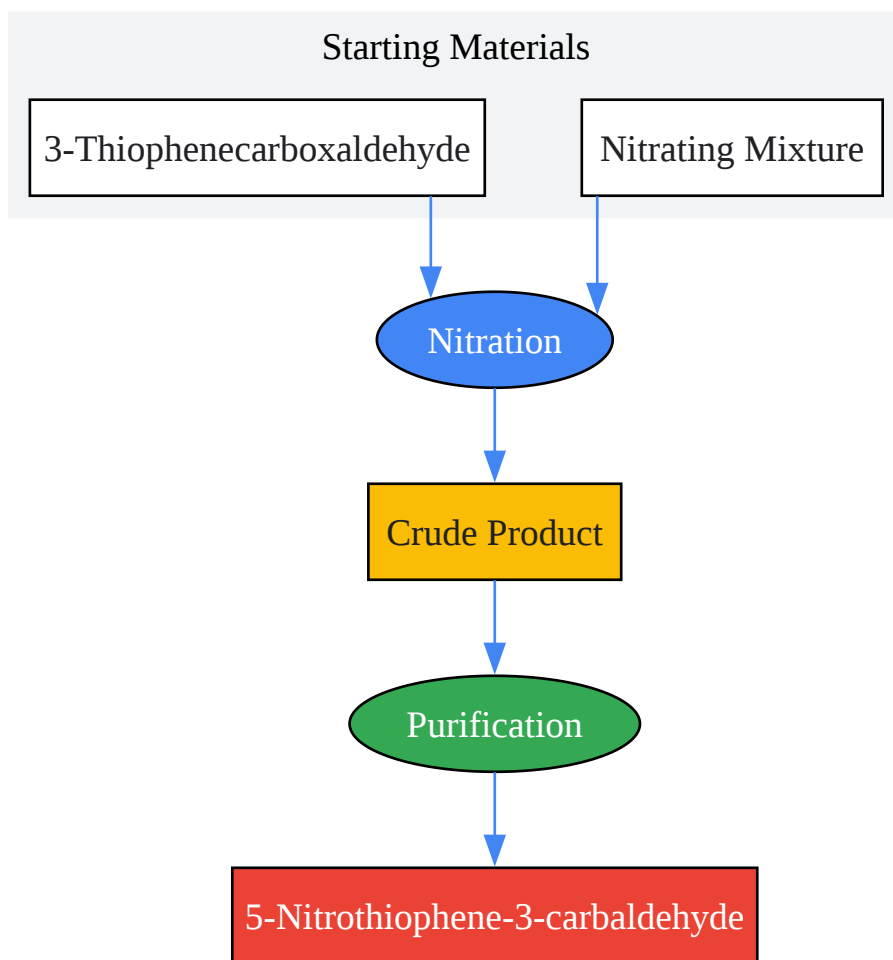 Starting Materials
3-Thiophenecarboxaldehyde
Nitrating Mixture
Nitration
Crude Product
Purification
5-Nitrothiophene-3-carbaldehyde